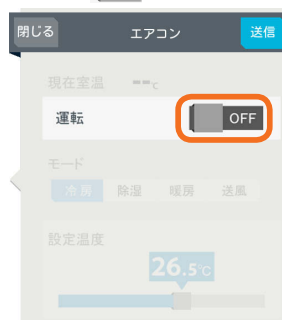 閉じる エアコン 送信
現在室温 --c
運転 OFF
モード
冷房 除湿 暖房 送風
設定温度
26.5℃